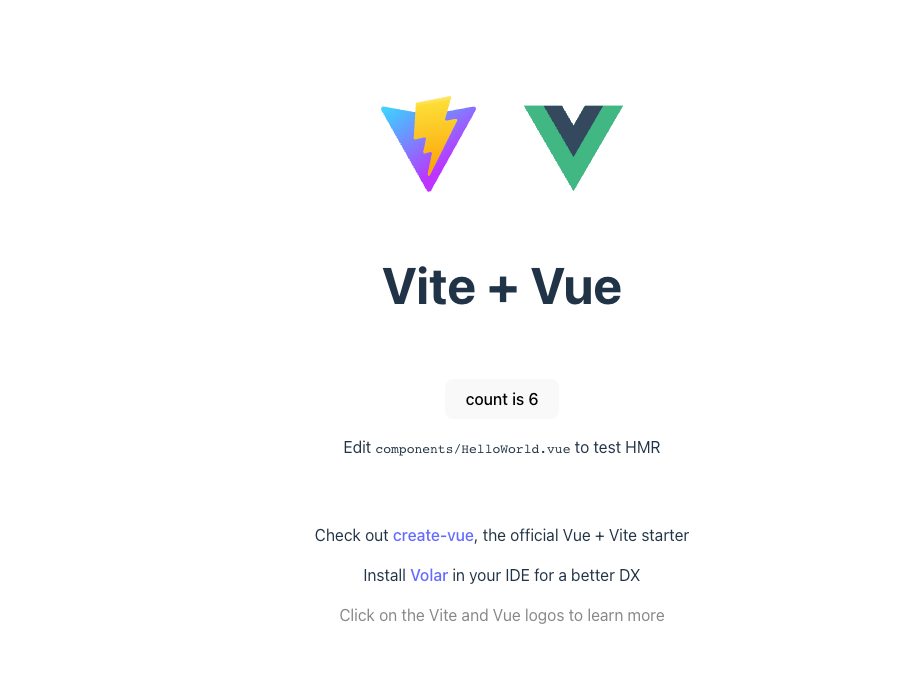 Vite + Vue
count is 6
Edit components/HelloWorld.vue to test HMR
Check out create-vue, the official Vue + Vite starter
Install Volar in your IDE for a better DX
Click on the Vite and Vue logos to learn more